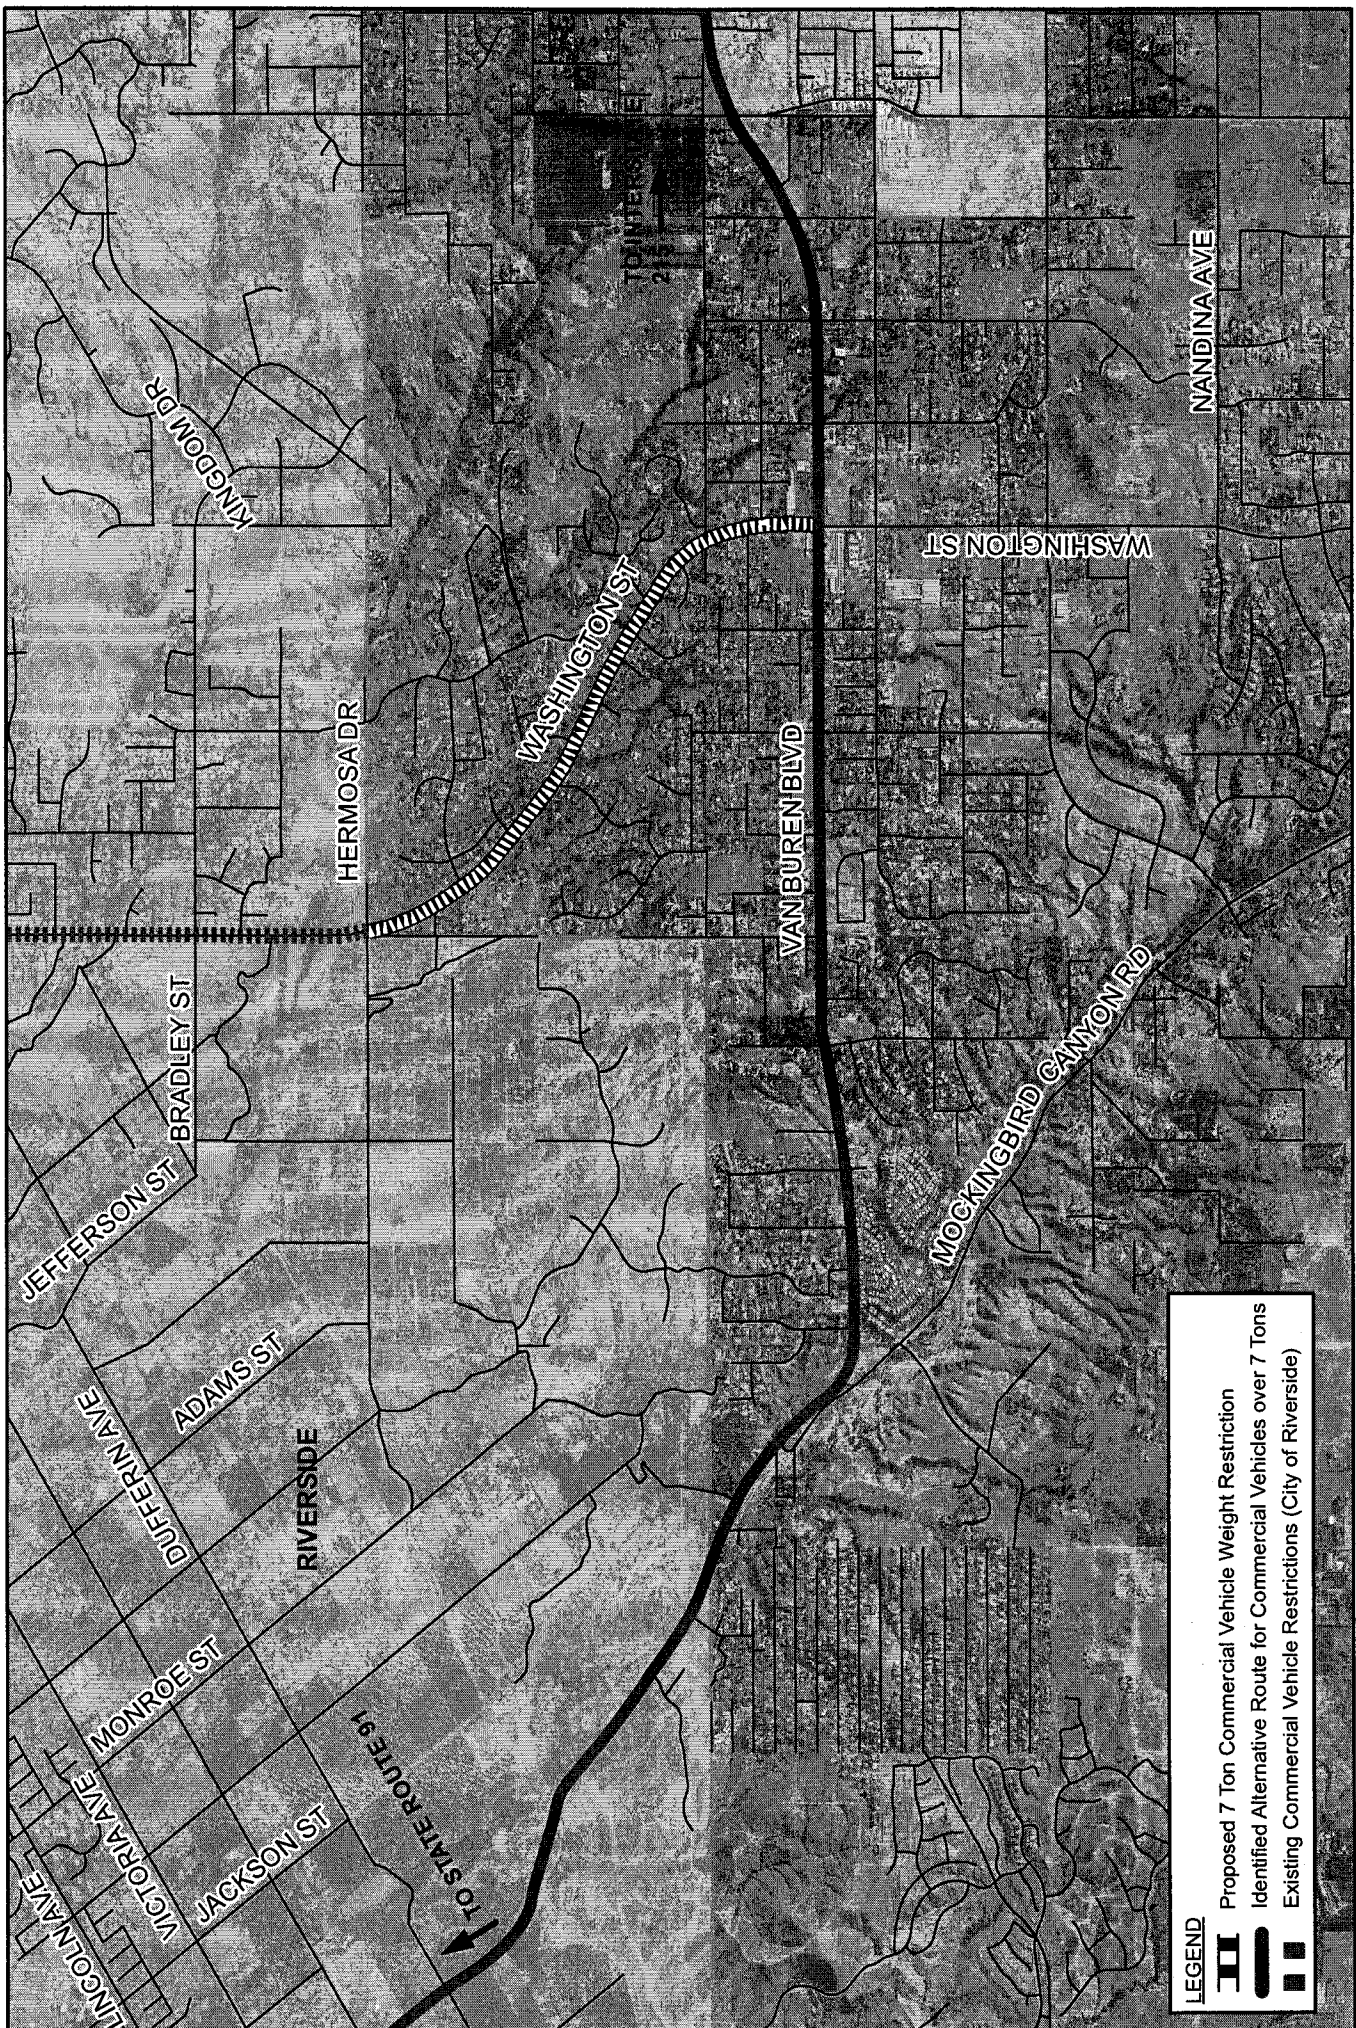 LINCOLN AVE
VICTORIA AVE
JACKSON ST
MONROE ST
DUFFERIN AVE
ADAMS ST
JEFFERSON ST
BRADLEY ST
KINGDOM DR
RIVERSIDE
HERMOSA DR
TO STATE ROUTE 91
WASHINGTON ST
TO INTERSTATE
215
VAN BUREN BLVD
MOCKINGBIRD CANYON RD
WASHINGTON ST
NANDINA AVE
LEGEND
Proposed 7 Ton Commercial Vehicle Weight Restriction
Identified Alternative Route for Commercial Vehicles over 7 Tons
Existing Commercial Vehicle Restrictions (City of Riverside)